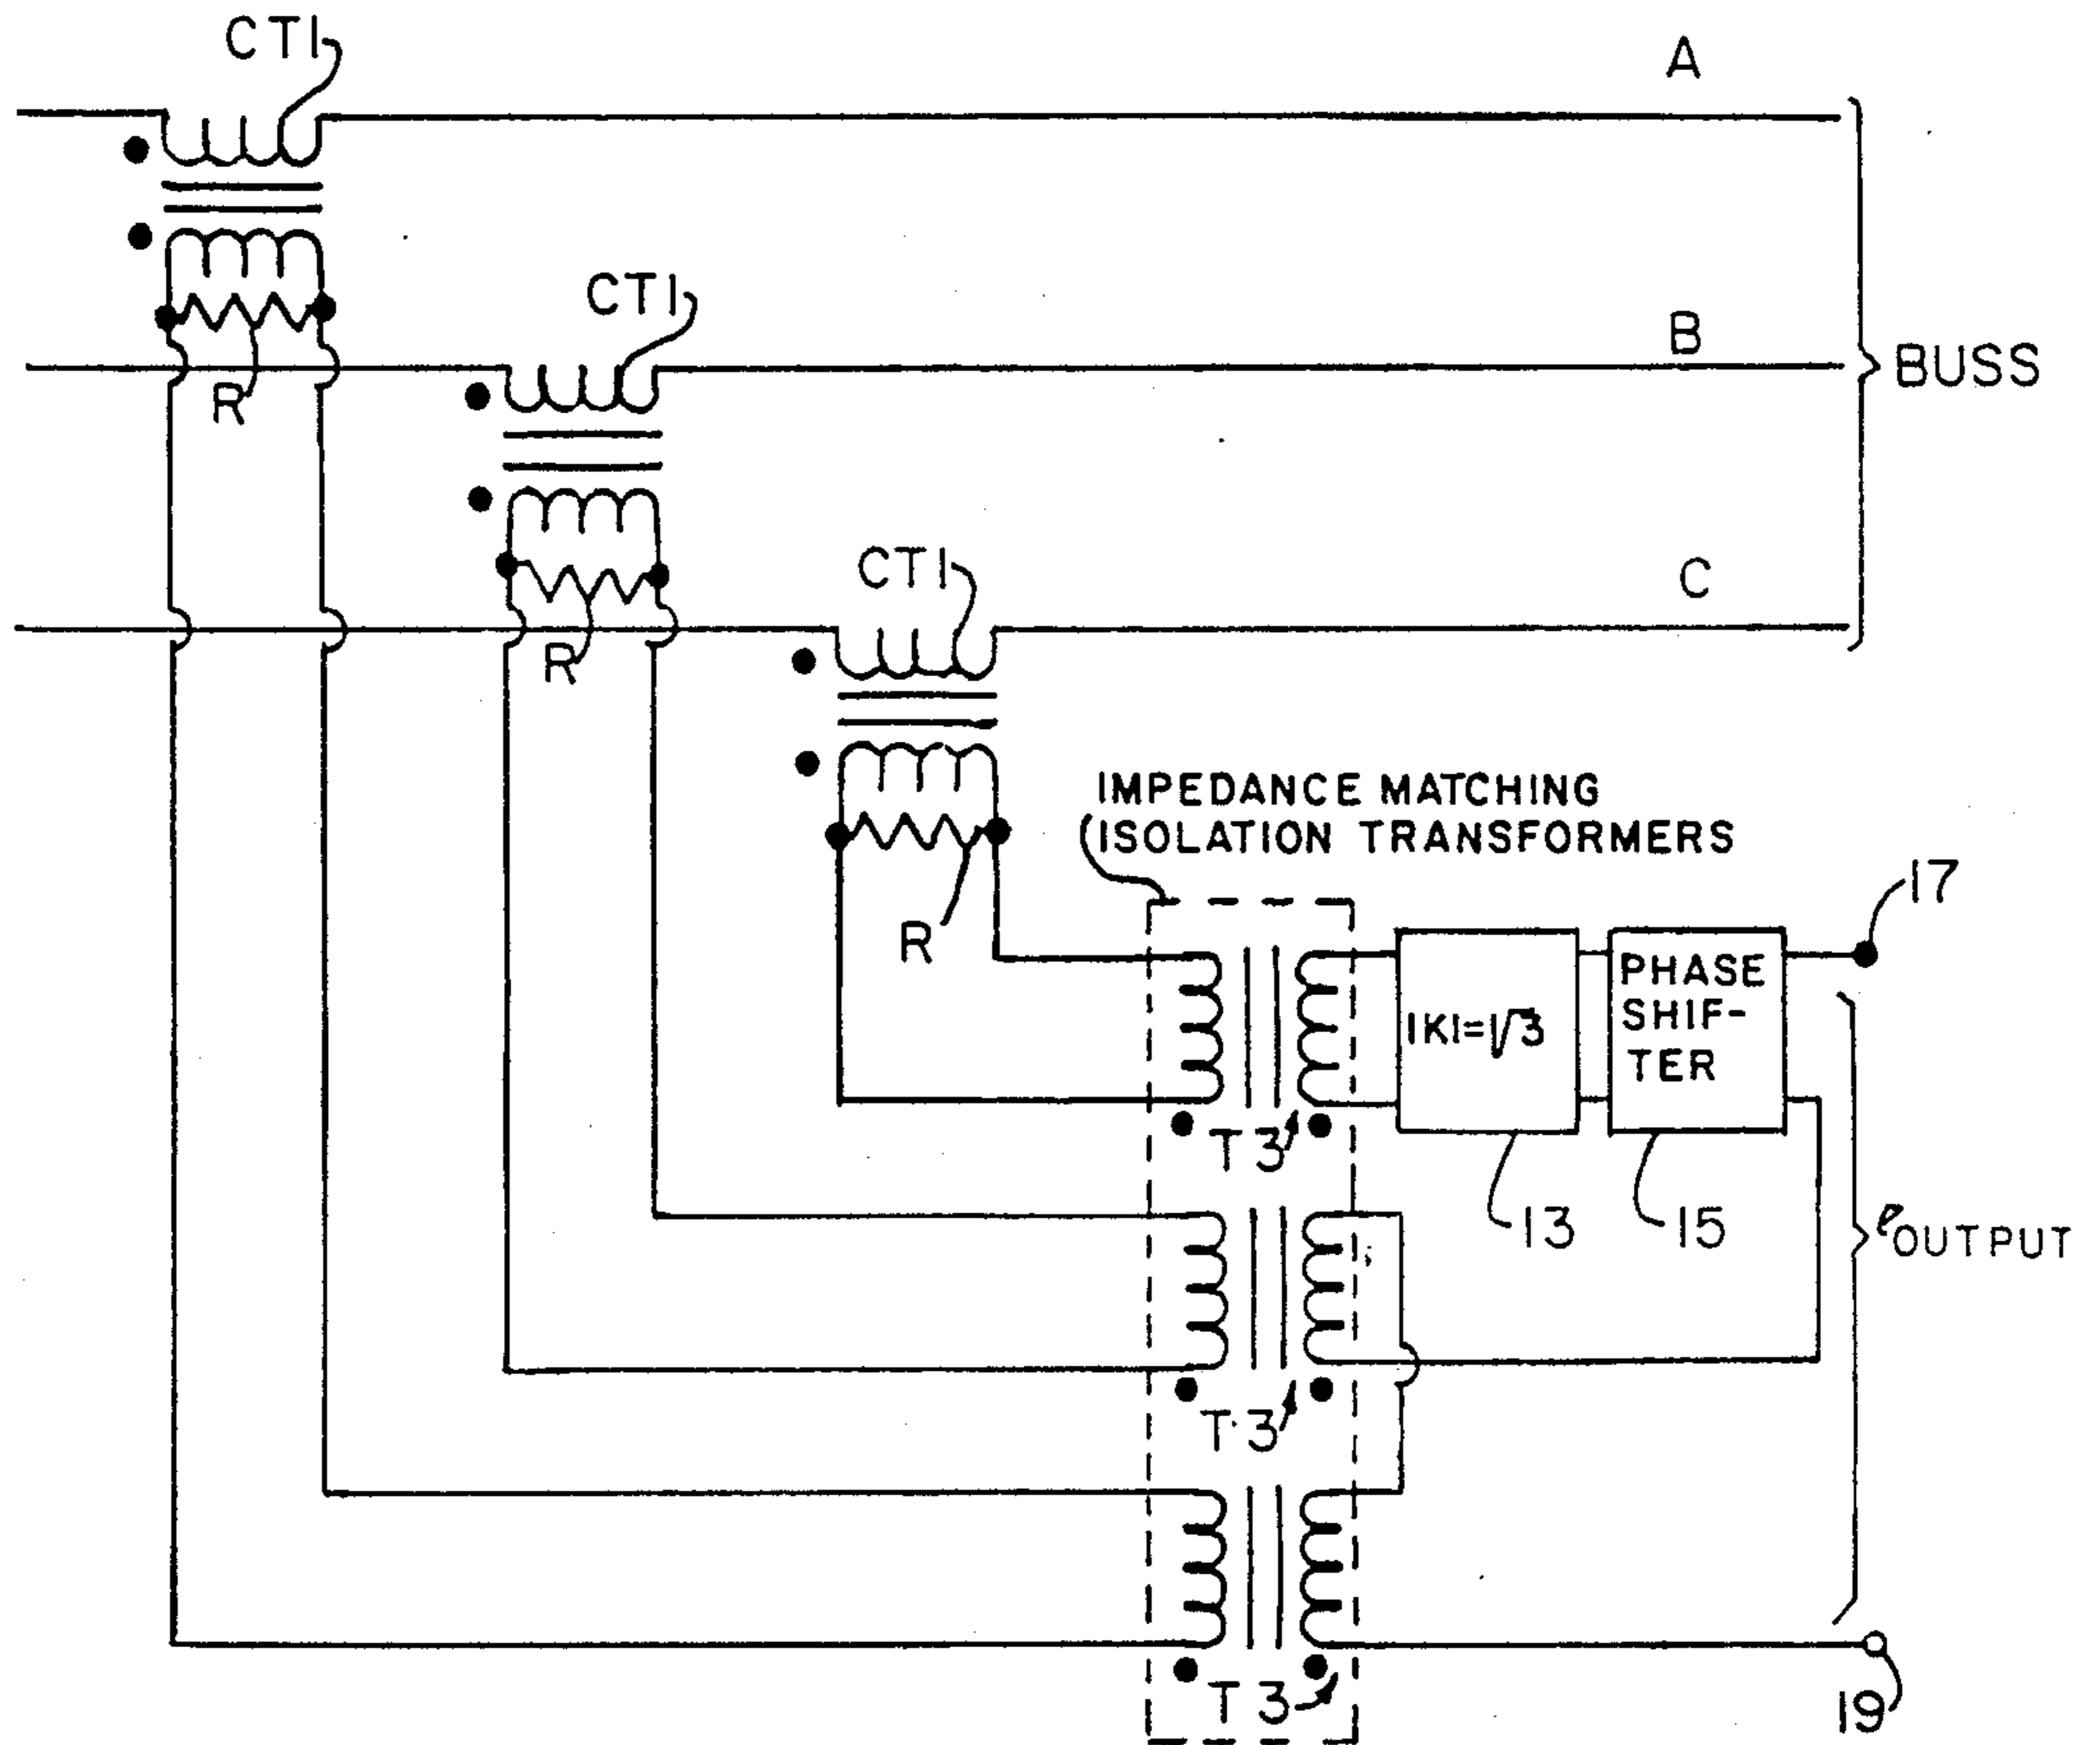 CT1
A
CT1
B
BUSS
R
CT1
C
R
IMPEDANCE MATCHING
ISOLATION TRANSFORMERS
17
R
|K|=√3
PHASE
SHIF-
TER
T3
13
15
eOUTPUT
T3
T3
19